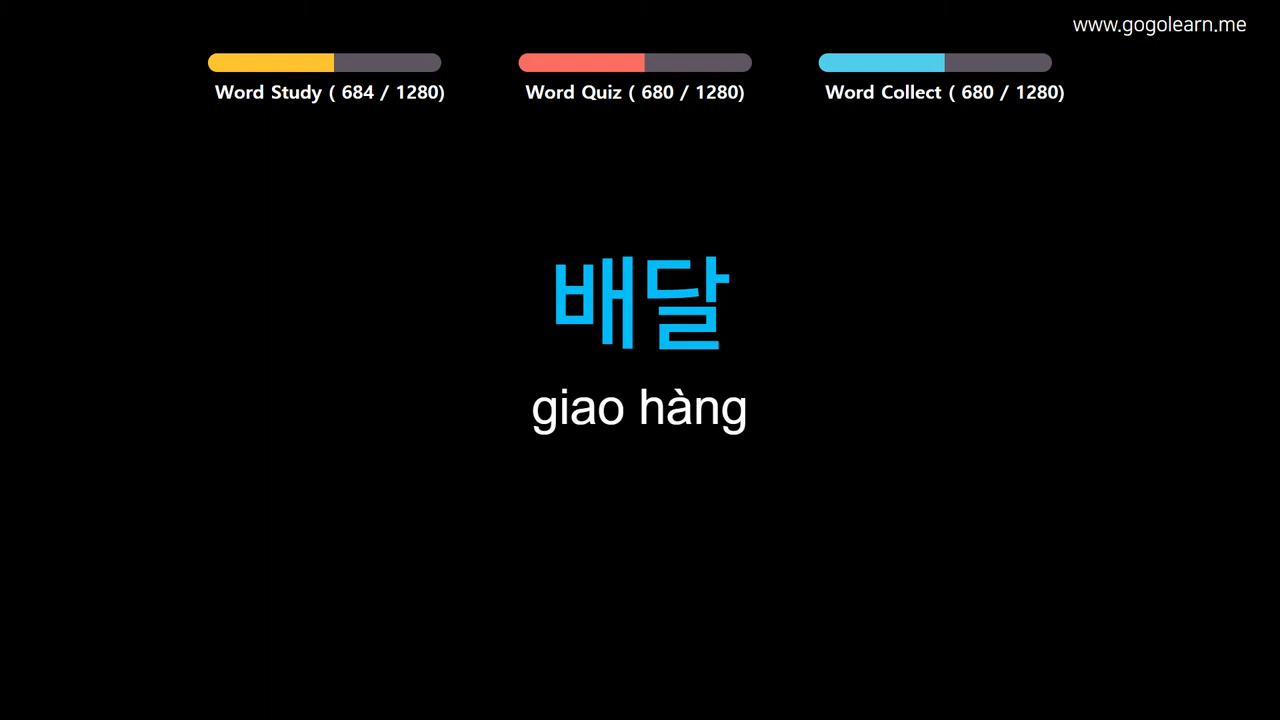 www.gogolearn.me
Word Study ( 684 / 1280)
Word Quiz ( 680 / 1280)
Word Collect ( 680 / 1280)
배달
giao hàng